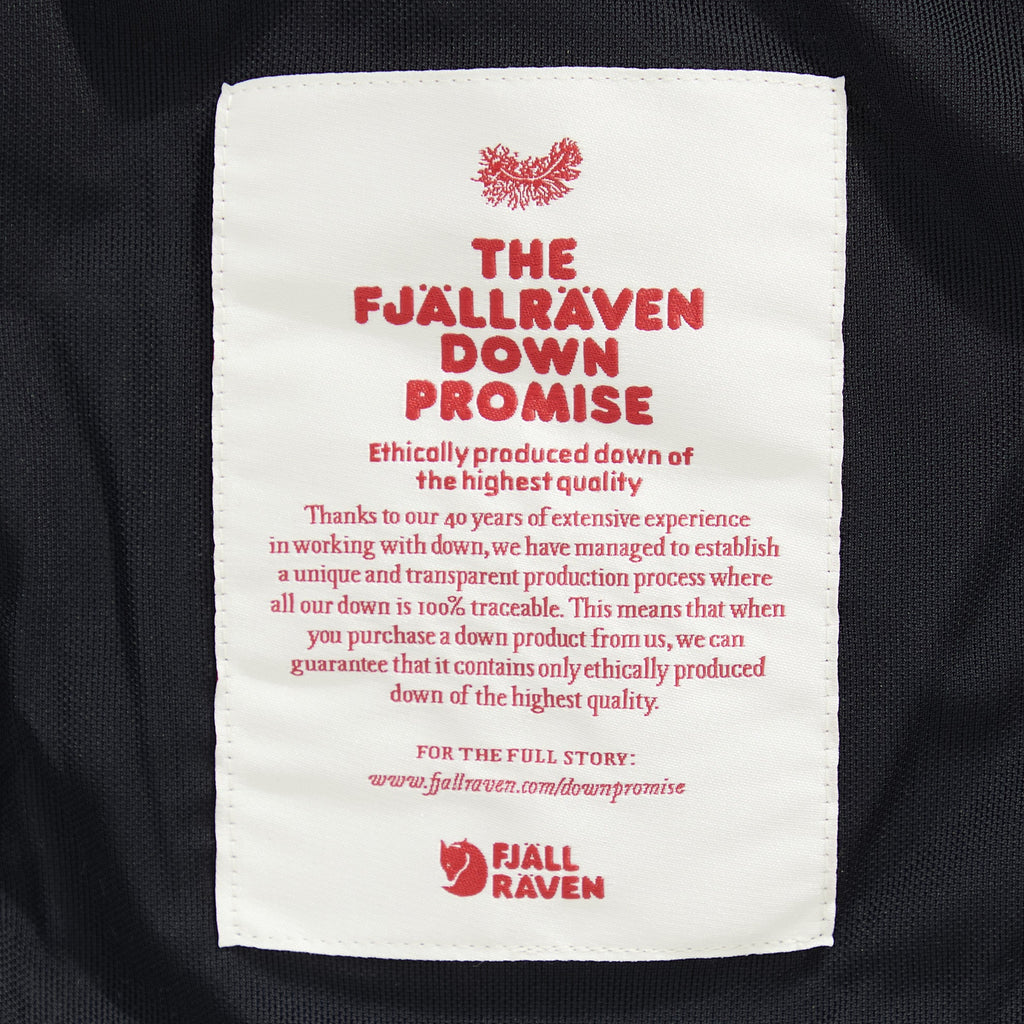 THE
FJÄLLRÄVEN
DOWN
PROMISE
Ethically produced down of
the highest quality
Thanks to our 40 years of extensive experience
in working with down, we have managed to establish
a unique and transparent production process where
all our down is 100% traceable. This means that when
you purchase a down product from us, we can
guarantee that it contains only ethically produced
down of the highest quality.
FOR THE FULL STORY:
www.fjallraven.com/downpromise
FJÄLL
RÄVEN